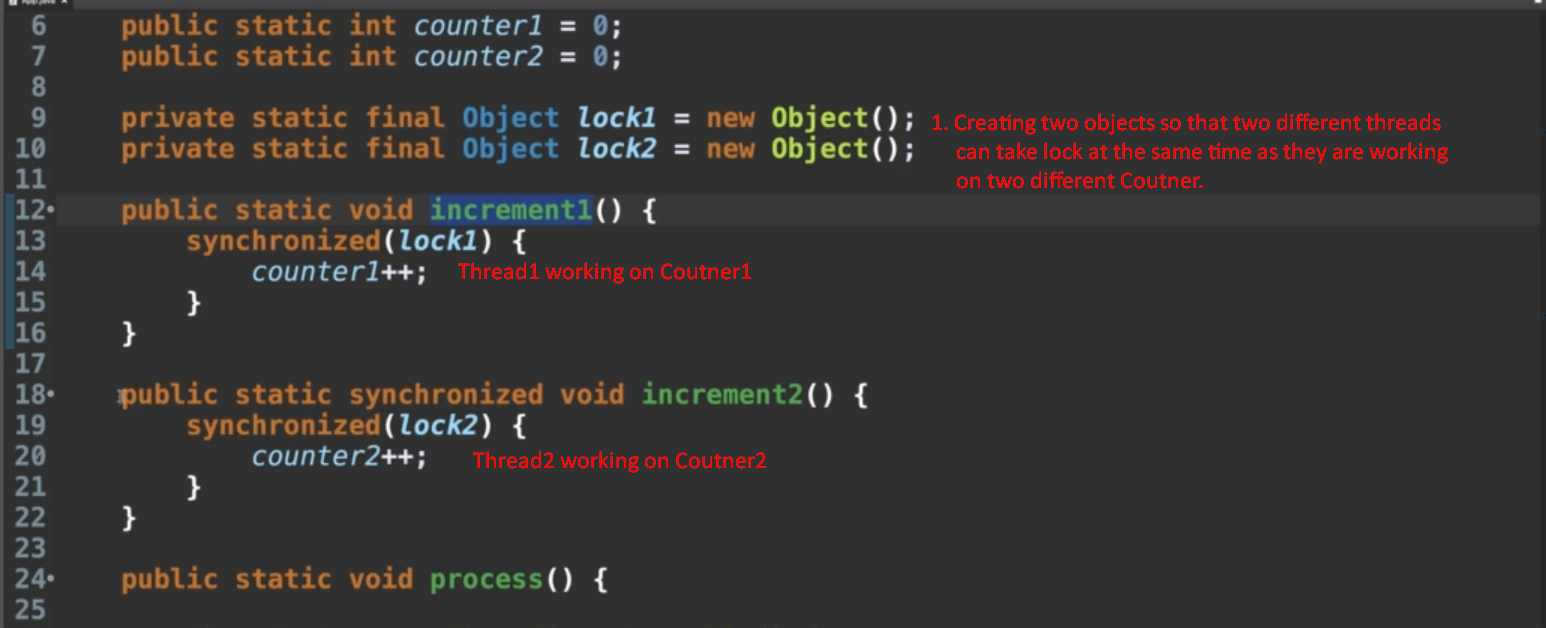 App.java
6 public static int counter1 = 0;
7 public static int counter2 = 0;
8
9 private static final Object lock1 = new Object();
10 private static final Object lock2 = new Object();
1. Creating two objects so that two different threads
can take lock at the same time as they are working
on two different Coutner.
11
12 public static void increment1() {
13 synchronized(lock1) {
14 counter1++; Thread1 working on Coutner1
15 }
16 }
17
18 public static synchronized void increment2() {
19 synchronized(lock2) {
20 counter2++; Thread2 working on Coutner2
21 }
22 }
23
24 public static void process() {
25